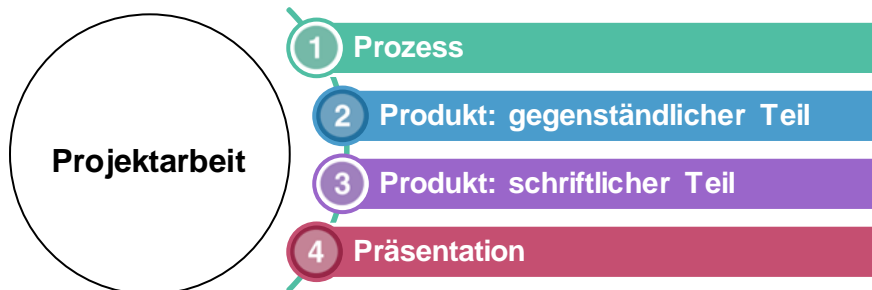 Projektarbeit
1 Prozess
2 Produkt: gegenständlicher Teil
3 Produkt: schriftlicher Teil
4 Präsentation